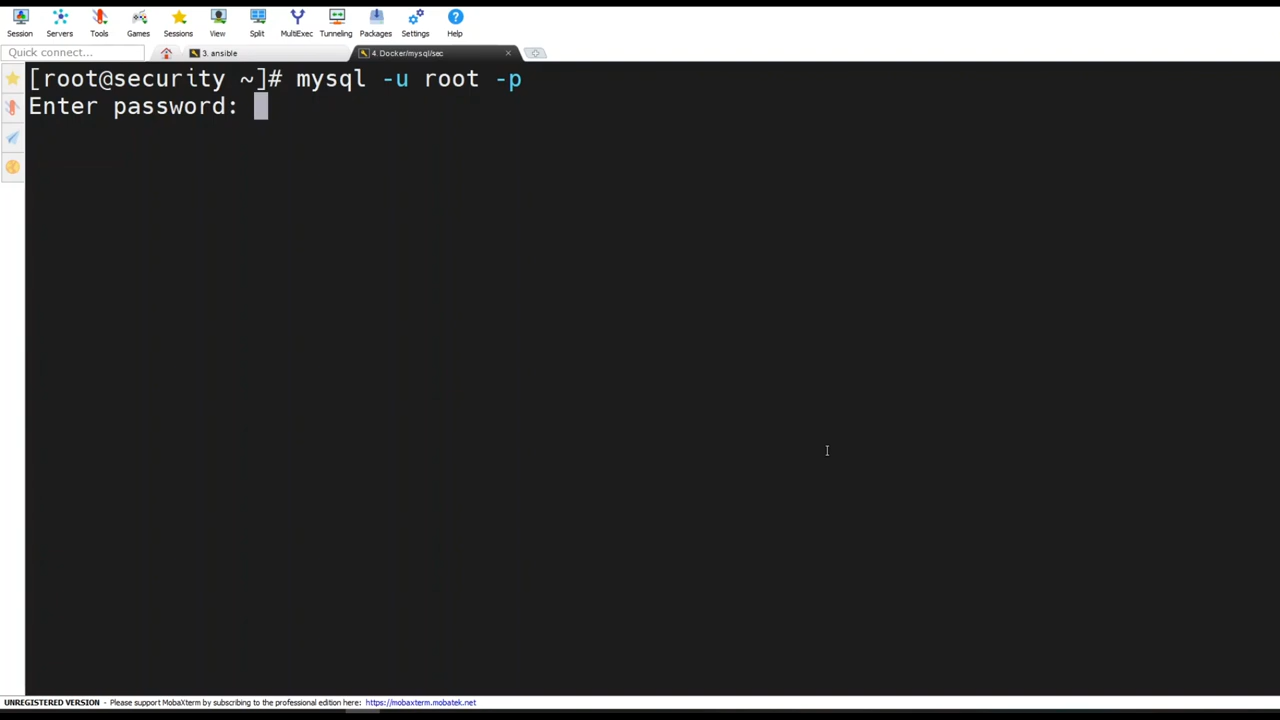 Session Servers Tools Games Sessions View Split MultiExec Tunneling Packages Settings Help
Quick connect... 3. ansible 4. Docker/mysql/sec
[root@security ~]# mysql -u root -p
Enter password:
UNREGISTERED VERSION - Please support MobaXterm by subscribing to the professional edition here: https://mobaxterm.mobatek.net